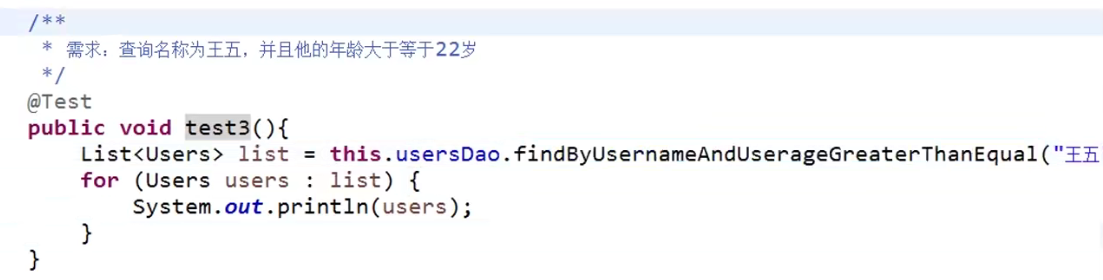 /**
 * 需求：查询名称为王五，并且他的年龄大于等于22岁
 */
@Test
public void test3(){
    List<Users> list = this.usersDao.findByUsernameAndUserageGreaterThanEqual("王五
    for (Users users : list) {
        System.out.println(users);
    }
}